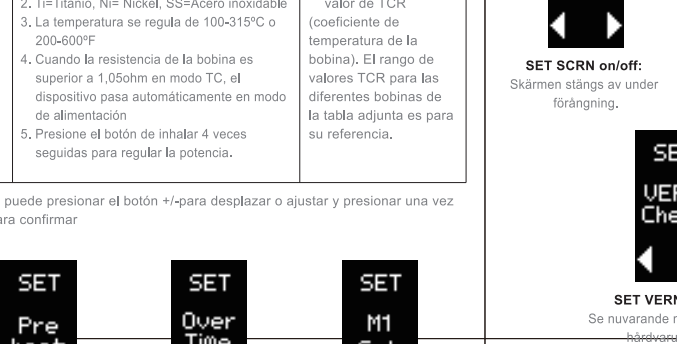 2. Ti=Titanio, Ni= Nickel, SS=Acero inoxidable
3. La temperatura se regula de 100-315ºC o
200-600ºF
4. Cuando la resistencia de la bobina es
superior a 1,05ohm en modo TC, el
dispositivo pasa automáticamente en modo
de alimentación
5. Presione el botón de inhalar 4 veces
seguidas para regular la potencia.
valor de TCR
(coeficiente de
temperatura de la
bobina). El rango de
valores TCR para las
diferentes bobinas de
la tabla adjunta es para
su referencia.
puede presionar el botón +/-para desplazar o ajustar y presionar una vez
para confirmar
SET
Pre
heat
SET
Over
Time
SET
M1
SET SCRN on/off:
Skärmen stängs av under
förångning.
SE
VER
Che
SET VERN
Se nuvarande
hårdvaru